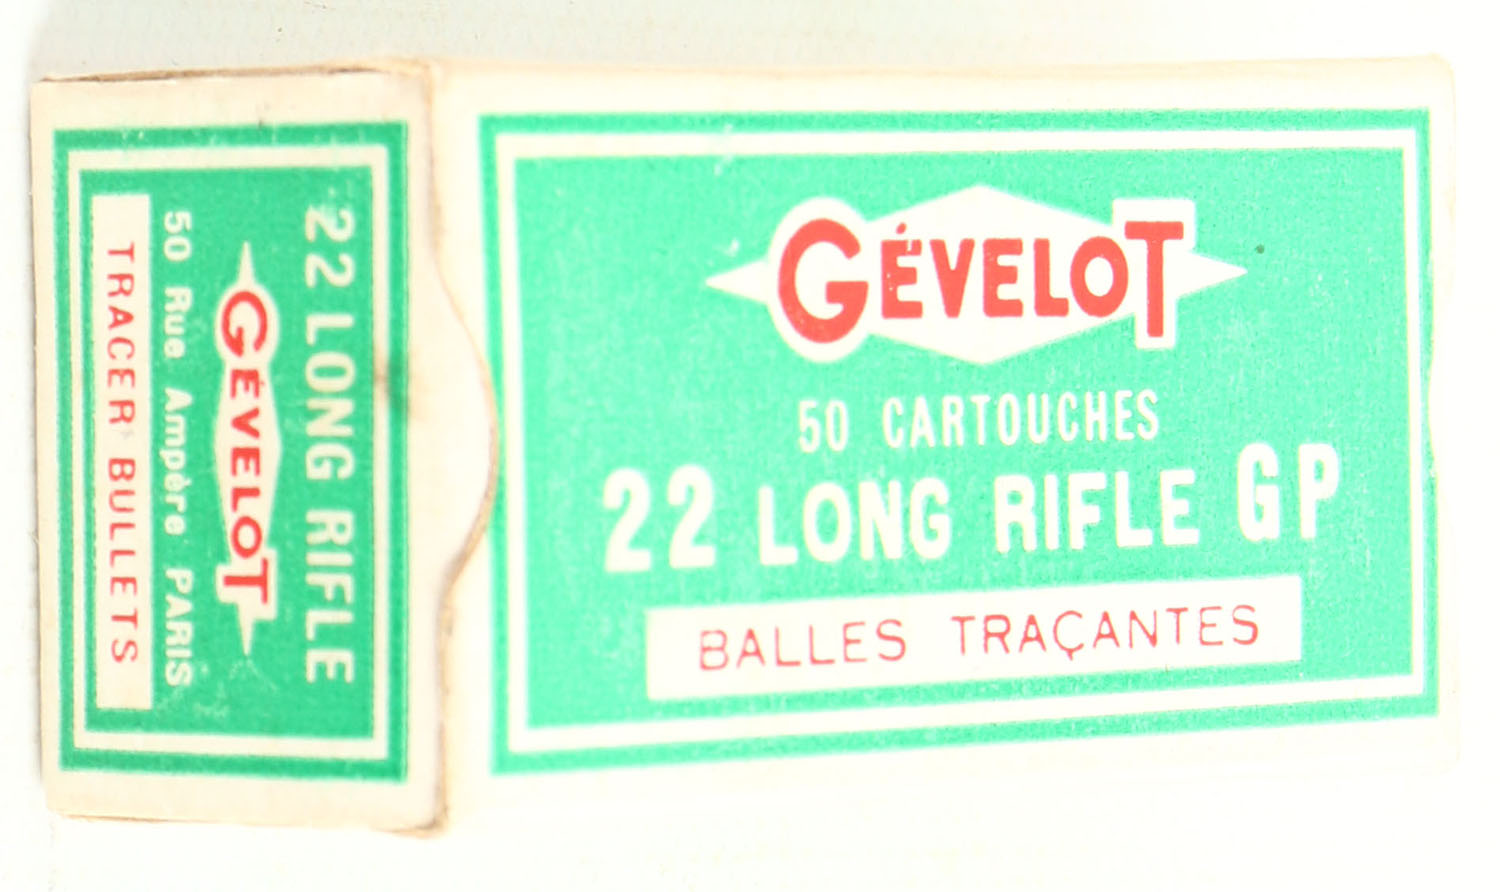 GÉVELOT
50 CARTOUCHES
22 LONG RIFLE GP
BALLES TRAÇANTES
22 LONG RIFLE
GÉVELOT
50 Rue Ampère PARIS
TRACER BULLETS